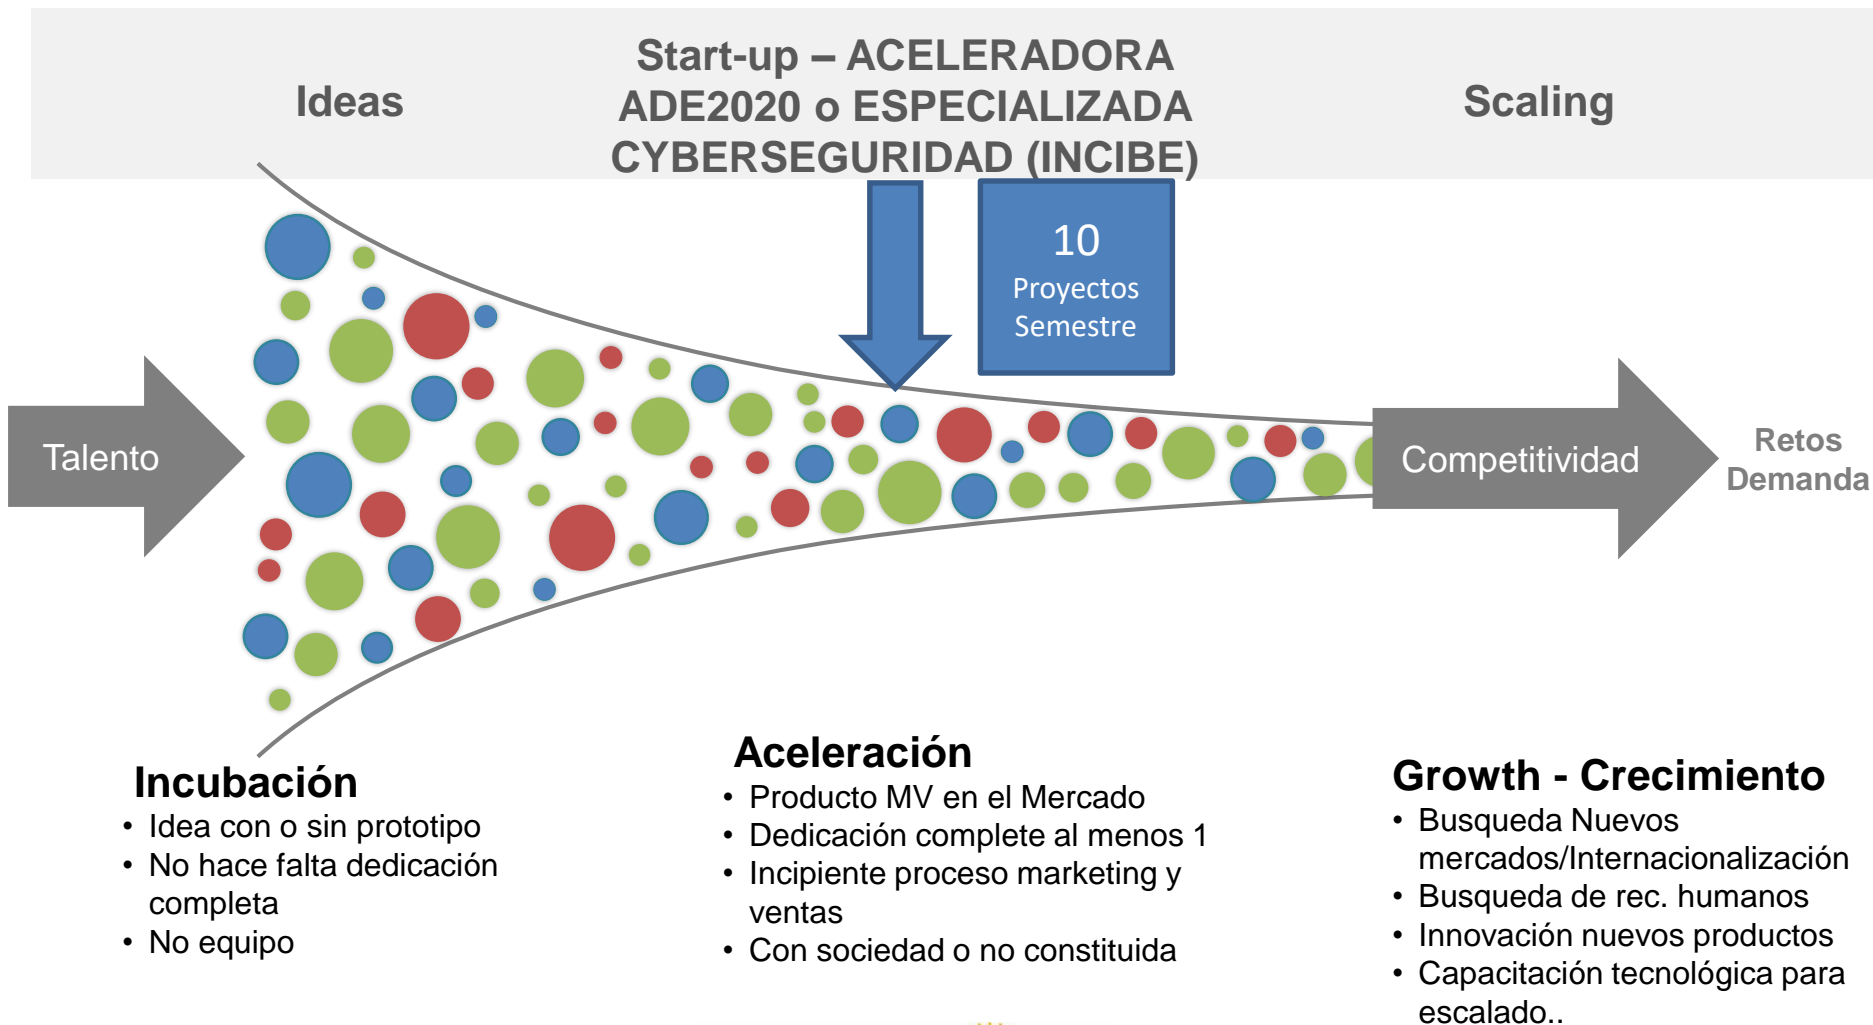 Ideas
Start-up – ACELERADORA
ADE2020 o ESPECIALIZADA
CYBERSEGURIDAD (INCIBE)
Scaling
10
Proyectos
Semestre
Talento
Competitividad
Retos
Demanda
Incubación
• Idea con o sin prototipo
• No hace falta dedicación
completa
• No equipo
Aceleración
• Producto MV en el Mercado
• Dedicación complete al menos 1
• Incipiente proceso marketing y
ventas
• Con sociedad o no constituida
Growth - Crecimiento
• Busqueda Nuevos
mercados/Internacionalización
• Busqueda de rec. humanos
• Innovación nuevos productos
• Capacitación tecnológica para
escalado..